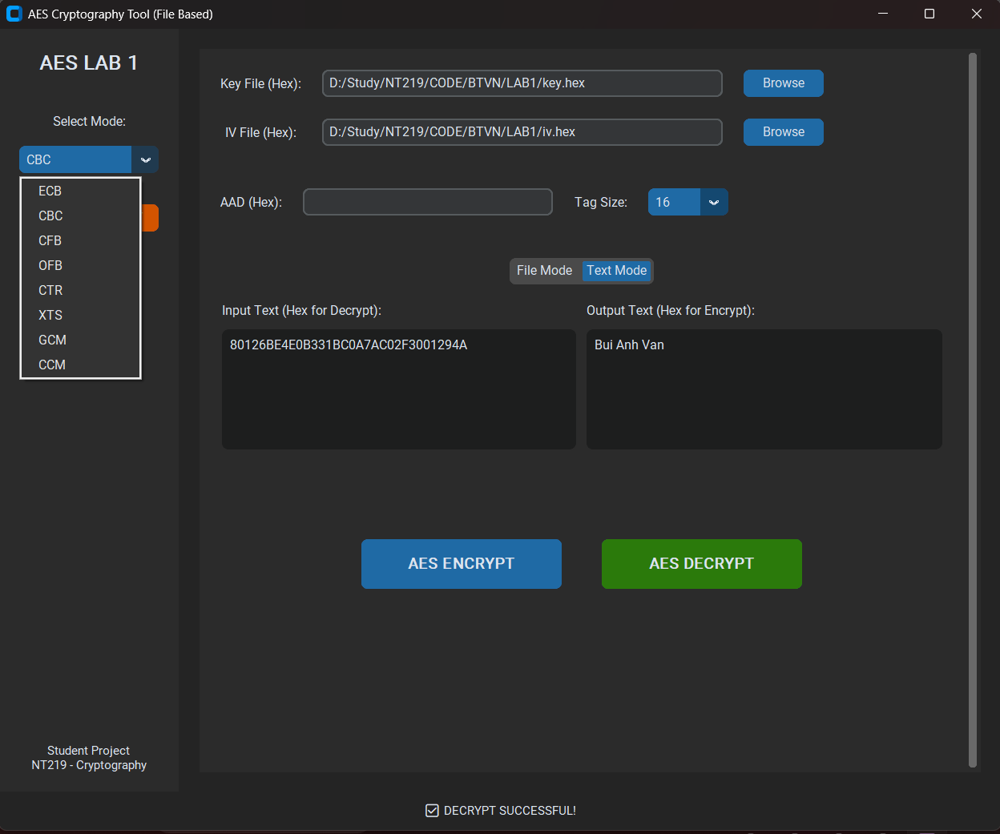 AES Cryptography Tool (File Based)
AES LAB 1
Select Mode:
CBC
ECB
CBC
CFB
OFB
CTR
XTS
GCM
CCM
Student Project
NT219 - Cryptography
Key File (Hex): D:/Study/NT219/CODE/BTVN/LAB1/key.hex Browse
IV File (Hex): D:/Study/NT219/CODE/BTVN/LAB1/iv.hex Browse
AAD (Hex): Tag Size: 16
File Mode Text Mode
Input Text (Hex for Decrypt): Output Text (Hex for Encrypt):
80126BE4E0B331BC0A7AC02F3001294A Bui Anh Van
AES ENCRYPT AES DECRYPT
DECRYPT SUCCESSFUL!